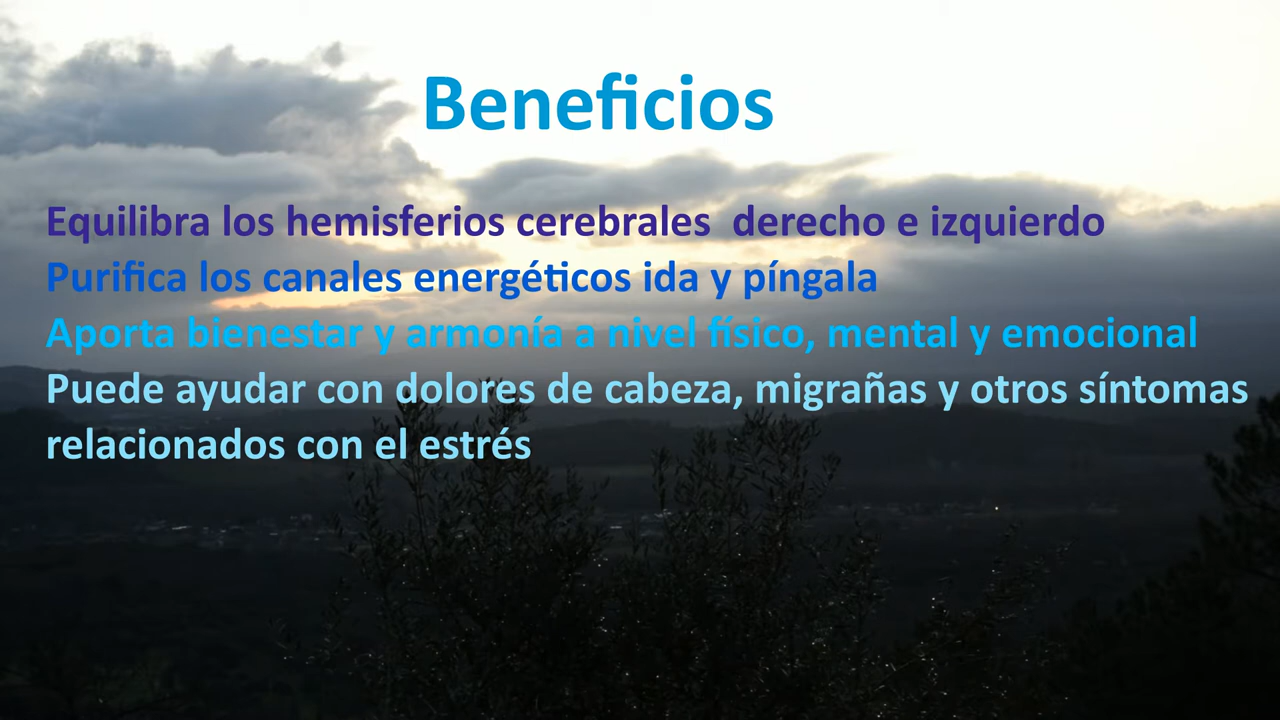 Beneficios
Equilibra los hemisferios cerebrales  derecho e izquierdo
Purifica los canales energéticos ida y píngala
Aporta bienestar y armonía a nivel físico, mental y emocional
Puede ayudar con dolores de cabeza, migrañas y otros síntomas
relacionados con el estrés